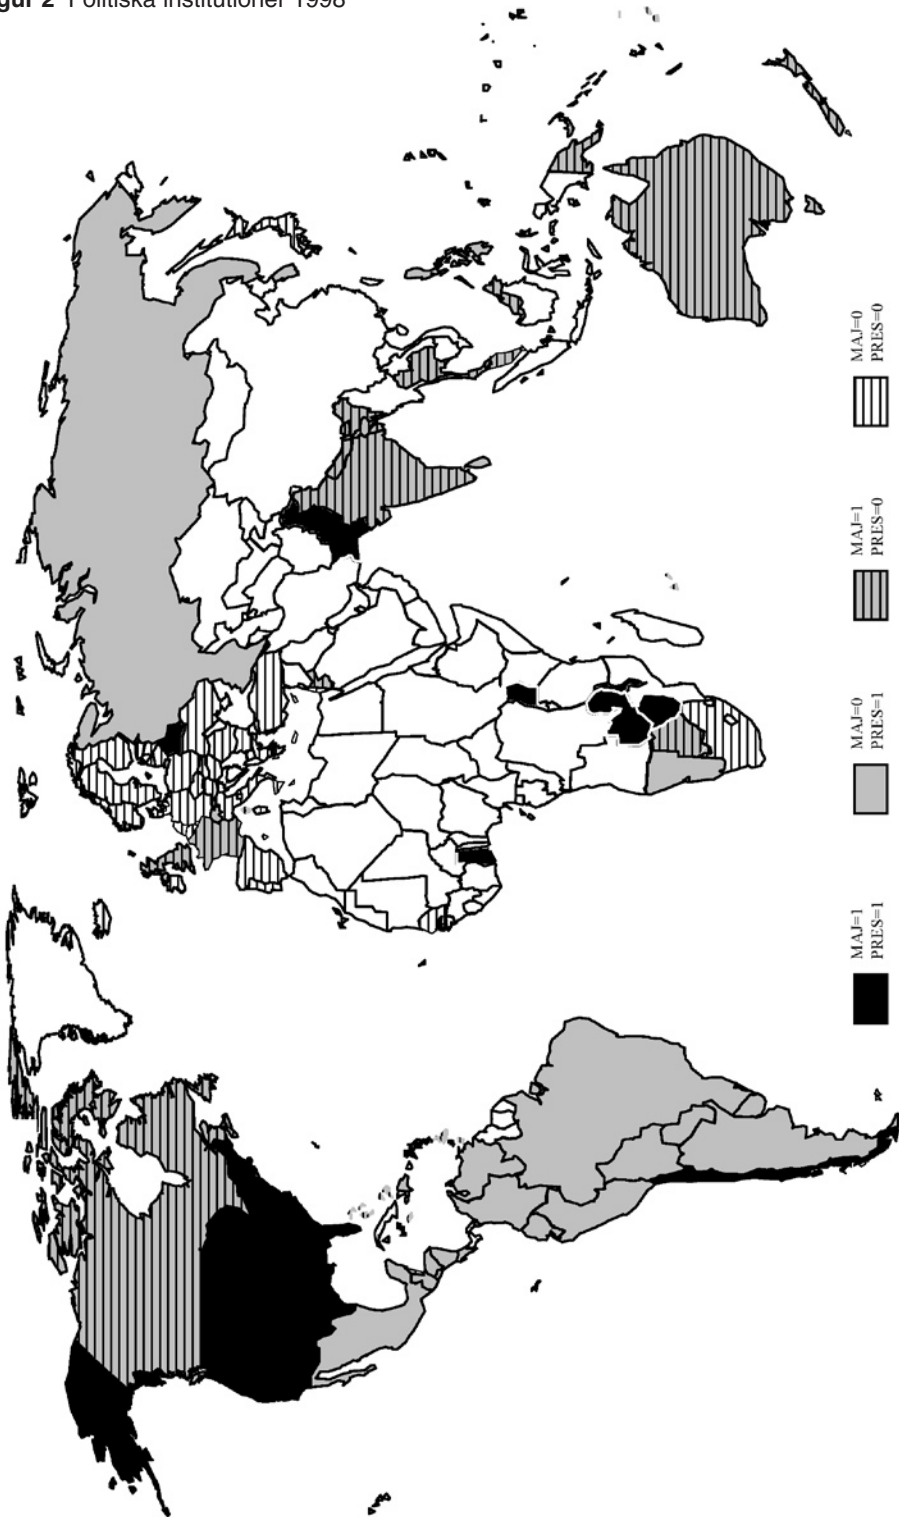 gur 2 Politiska institutioner 1998
MAJ=1
PRES=1
MAJ=0
PRES=1
MAJ=1
PRES=0
MAJ=0
PRES=0